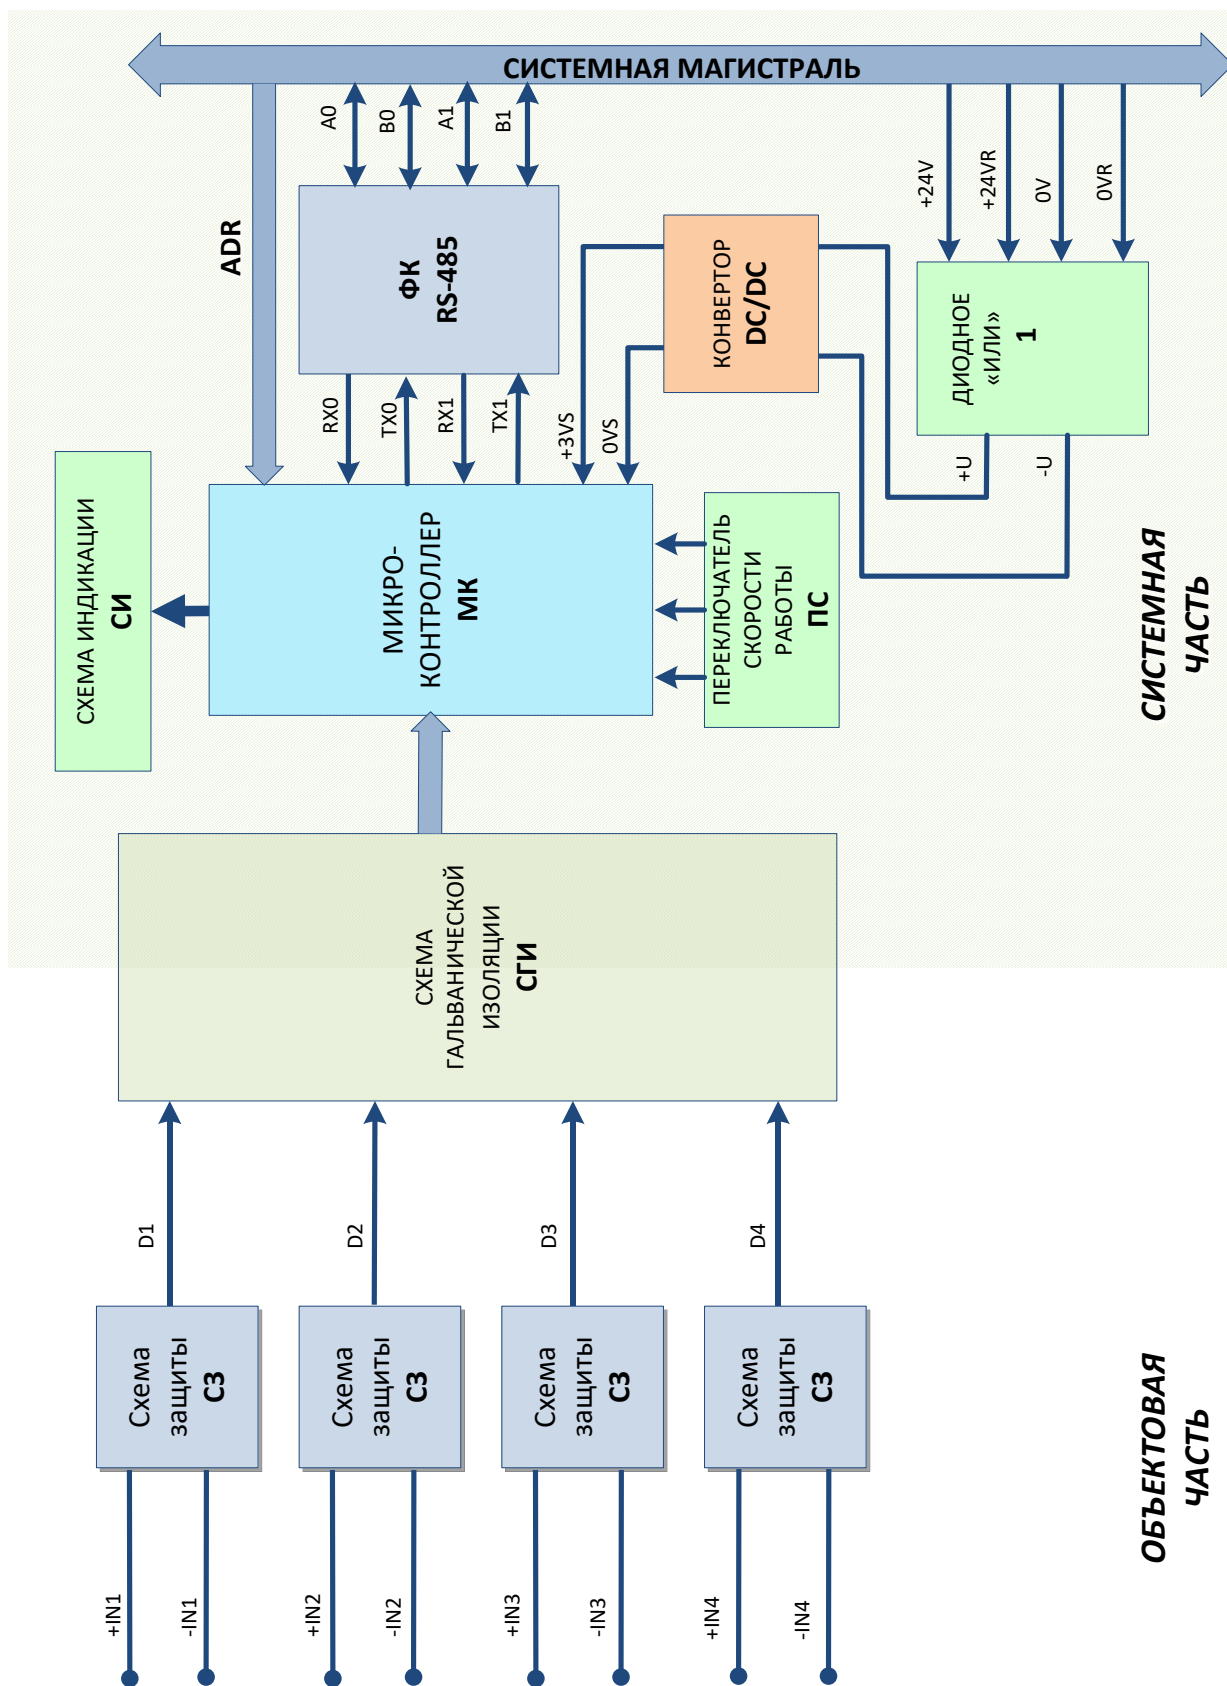 СИСТЕМНАЯ МАГИСТРАЛЬ
ADR
A0
B0
A1
B1
+24V
+24VR
0V
0VR
ФК
RS-485
КОНВЕРТОР
DC/DC
ДИОДНОЕ
«ИЛИ»
1
RX0
TX0
RX1
TX1
+3VS
0VS
+U
-U
СХЕМА ИНДИКАЦИИ
СИ
МИКРО-
КОНТРОЛЛЕР
МК
ПЕРЕКЛЮЧАТЕЛЬ
СКОРОСТИ
РАБОТЫ
ПС
СИСТЕМНАЯ
ЧАСТЬ
СХЕМА
ГАЛЬВАНИЧЕСКОЙ
ИЗОЛЯЦИИ
СГИ
D1
D2
D3
D4
Схема
защиты
СЗ
Схема
защиты
СЗ
Схема
защиты
СЗ
Схема
защиты
СЗ
+IN1
-IN1
+IN2
-IN2
+IN3
-IN3
+IN4
-IN4
ОБЪЕКТОВАЯ
ЧАСТЬ